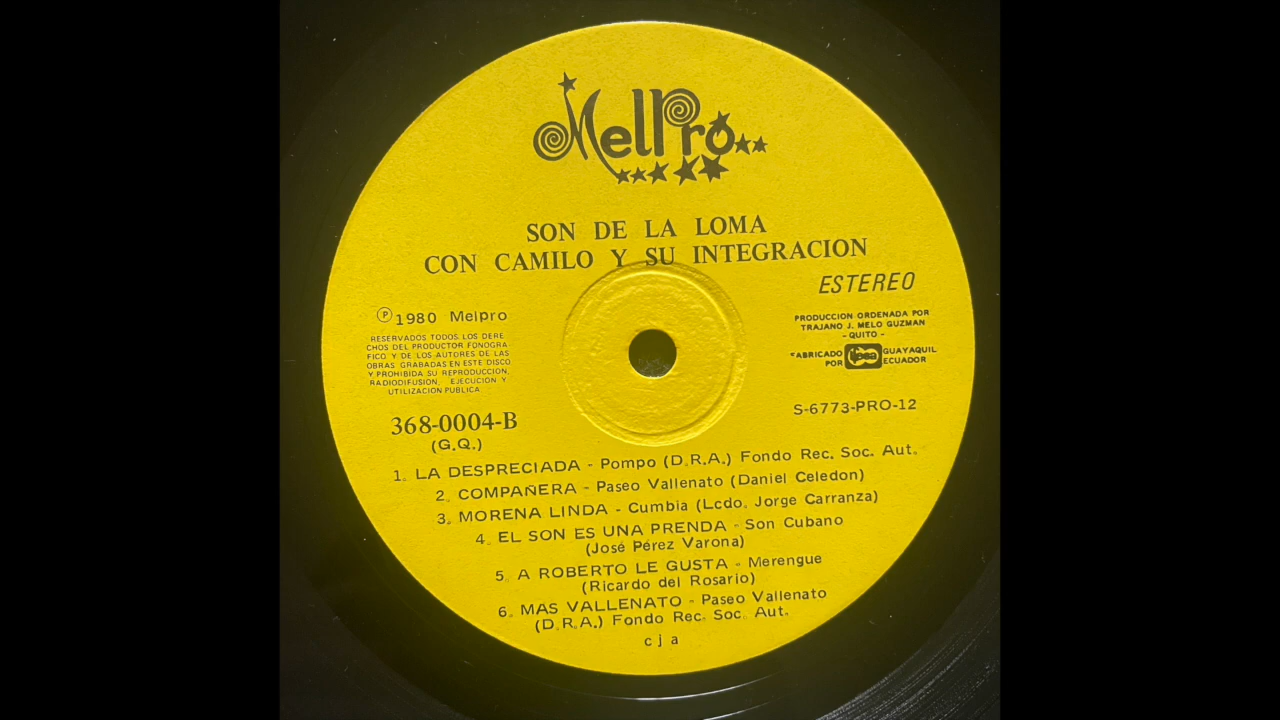 MelPro
SON DE LA LOMA
CON CAMILO Y SU INTEGRACION
ESTEREO
℗ 1980 Melpro
RESERVADOS TODOS LOS DERE
CHOS DEL PRODUCTOR FONOGRA
FICO Y DE LOS AUTORES DE LAS
OBRAS GRABADAS EN ESTE DISCO
Y PROHIBIDA SU REPRODUCCION,
RADIODIFUSION, EJECUCION Y
UTILIZACION PUBLICA
PRODUCCION ORDENADA POR
TRAJANO J. MELO GUZMAN
- QUITO -
FABRICADO POR
GUAYAQUIL
ECUADOR
368-0004-B
(G.Q.)
S-6773-PRO-12
1. LA DESPRECIADA - Pompo (D.R.A.) Fondo Rec. Soc. Aut.
2. COMPAÑERA - Paseo Vallenato (Daniel Celedon)
3. MORENA LINDA - Cumbia (Lcdo. Jorge Carranza)
4. EL SON ES UNA PRENDA - Son Cubano
(José Pérez Varona)
5. A ROBERTO LE GUSTA - Merengue
(Ricardo del Rosario)
6. MAS VALLENATO - Paseo Vallenato
(D.R.A.) Fondo Rec. Soc. Aut.
c j a